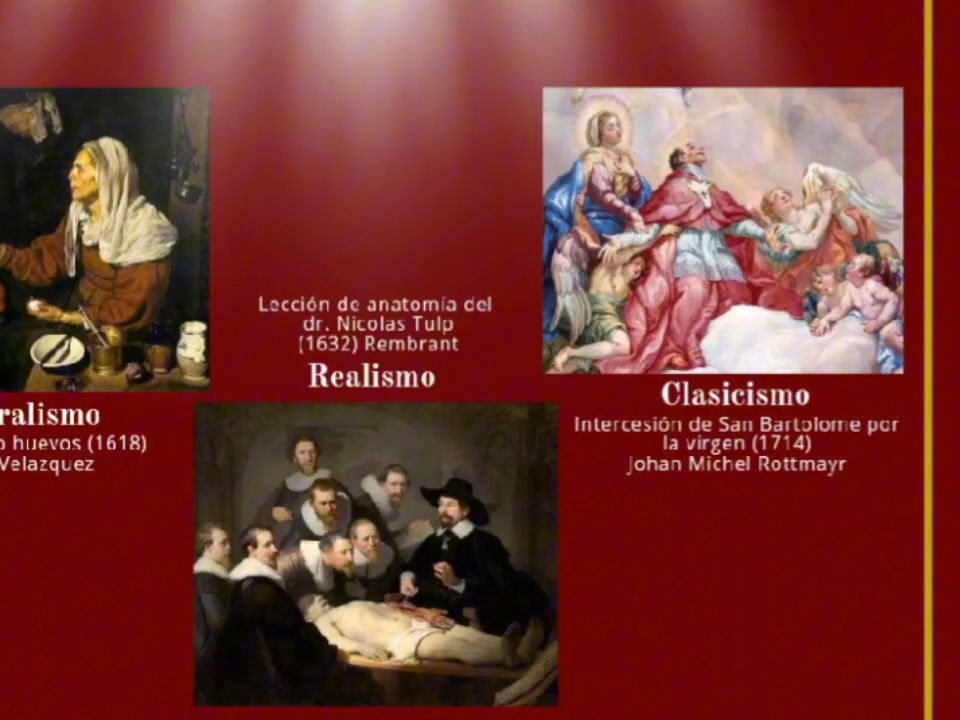 ralismo
o huevos (1618)
Velazquez
Lección de anatomía del
dr. Nicolas Tulp
(1632) Rembrant
Realismo
Clasicismo
Intercesión de San Bartolome por
la virgen (1714)
Johan Michel Rottmayr